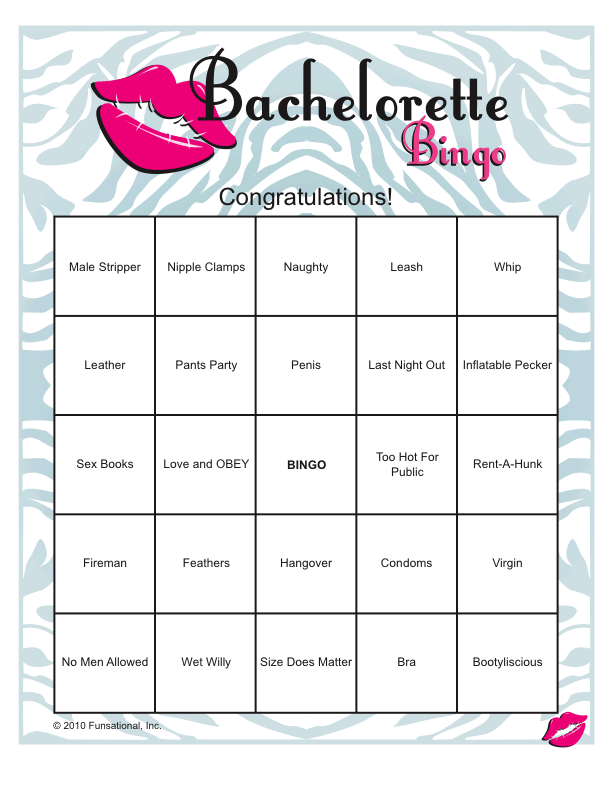 Bachelorette
Bingo
Congratulations!
Male Stripper
Nipple Clamps
Naughty
Leash
Whip
Leather
Pants Party
Penis
Last Night Out
Inflatable Pecker
Sex Books
Love and OBEY
BINGO
Too Hot For
Public
Rent-A-Hunk
Fireman
Feathers
Hangover
Condoms
Virgin
No Men Allowed
Wet Willy
Size Does Matter
Bra
Bootyliscious
© 2010 Funsational, Inc.